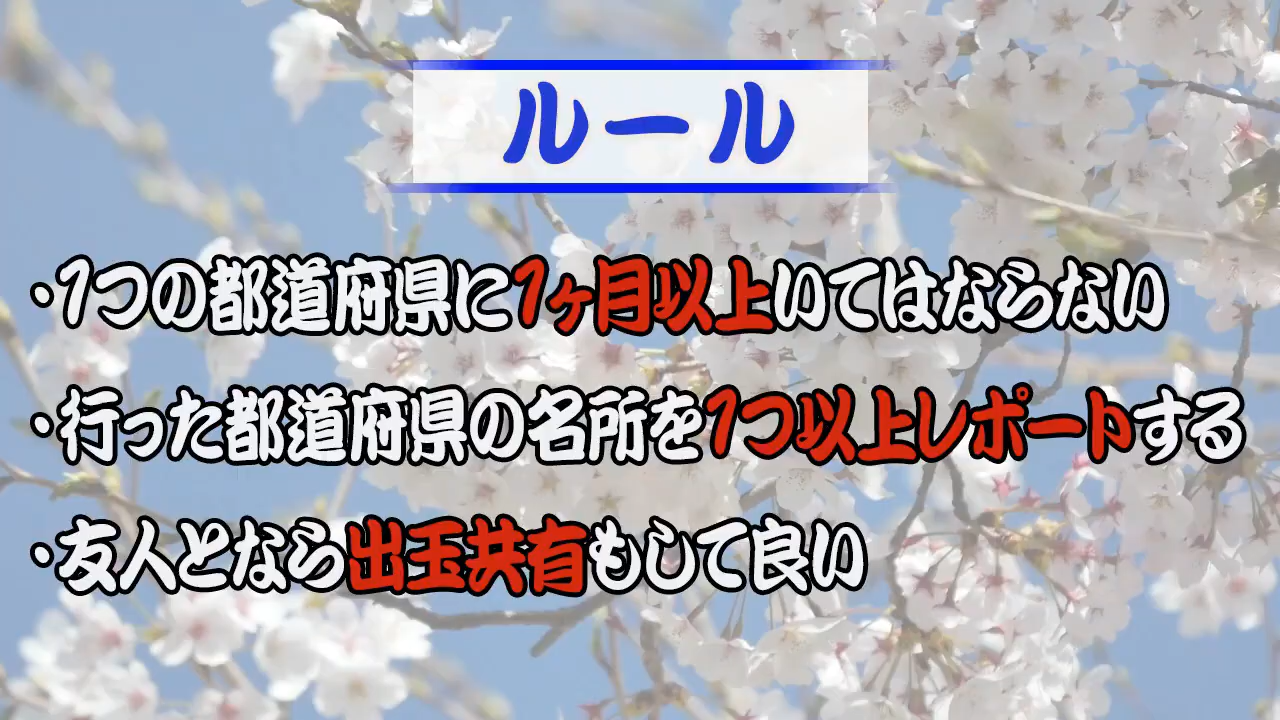 ルール
・1つの都道府県に1ヶ月以上いてはならない
・行った都道府県の名所を1つ以上レポートする
・友人となら出玉共有もして良い